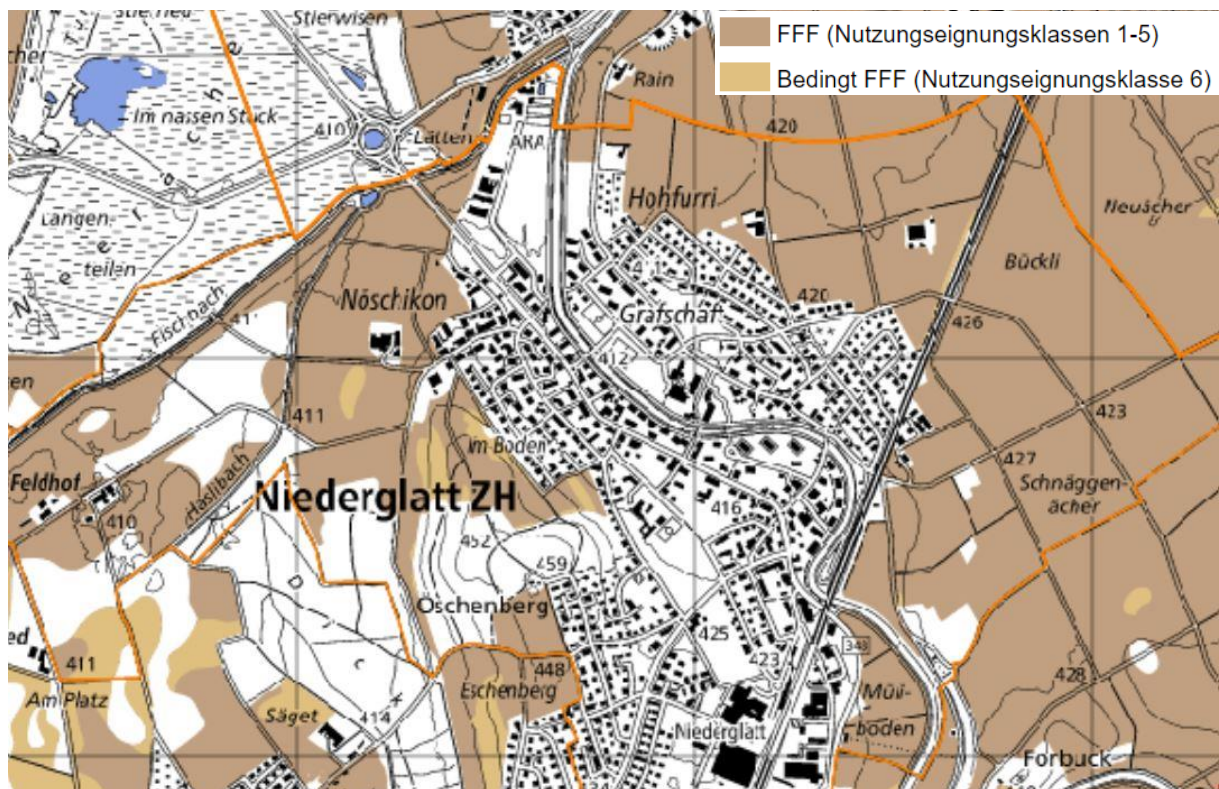 FFF (Nutzungseignungsklassen 1-5)
Bedingt FFF (Nutzungseignungsklasse 6)
Stierwisen
Im nassen Stuck
410
Lätten
ARA
Rain
420
Langen-
teilen
Fischbach
Hohfurri
Neuächer
Bückli
Nöschikon
411
Grafschaft
420
426
412
411
423
im Boden
427
Schnäggen-
acher
Feldhof
410
Haslibach
Niederglatt ZH
416
452
459
Oschenberg
425
423
348
448
411
Am Platz
Eschenberg
Säget
414
Niederglatt
Müli-
boden
428
Forbuck